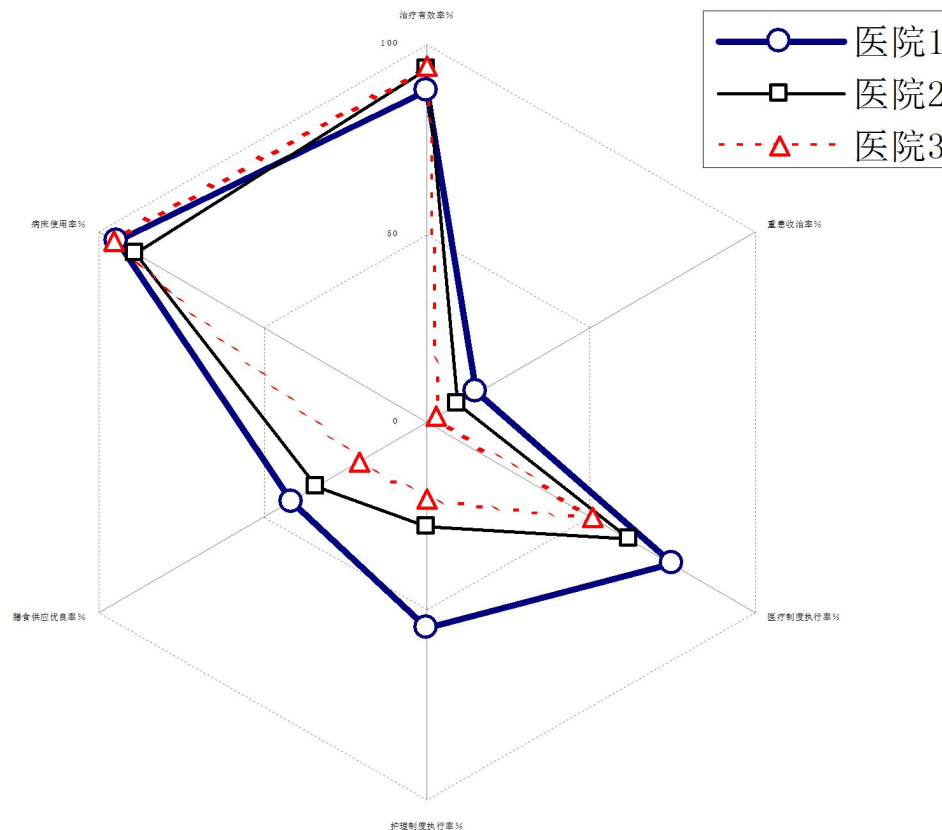 治疗有效率%
100
医院1
医院2
医院3
病床使用率%
50
重患收治率%
0
膳食供应优良率%
医疗制度执行率%
护理制度执行率%